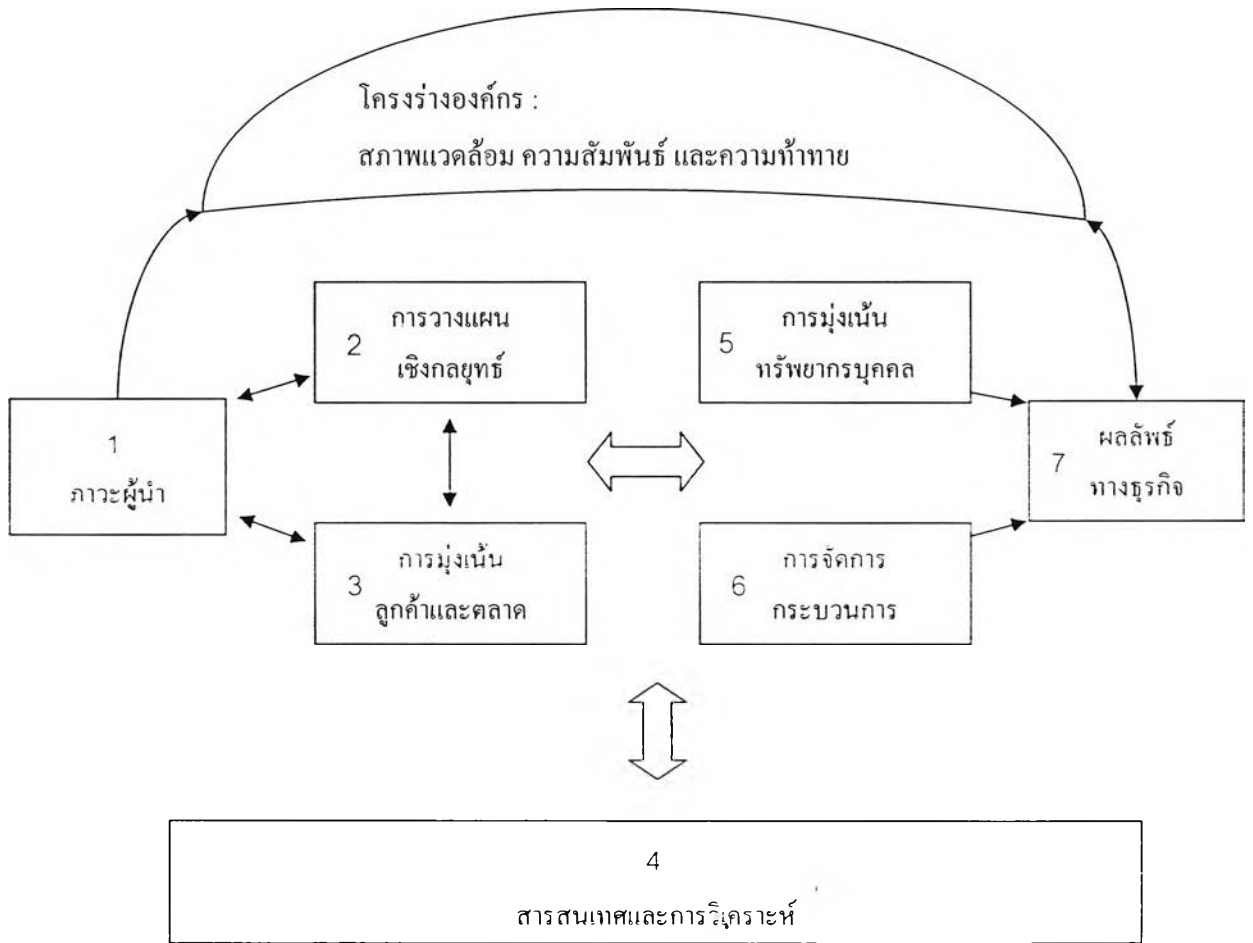 โครงร่างองค์กร :
สภาพแวดล้อม ความสัมพันธ์ และความท้าทาย
1
ภาวะผู้นำ
2
การวางแผน
เชิงกลยุทธ์
3
การมุ่งเน้น
ลูกค้าและตลาด
5
การมุ่งเน้น
ทรัพยากรบุคคล
6
การจัดการ
กระบวนการ
7
ผลลัพธ์
ทางธุรกิจ
4
สารสนเทศและการวิเคราะห์